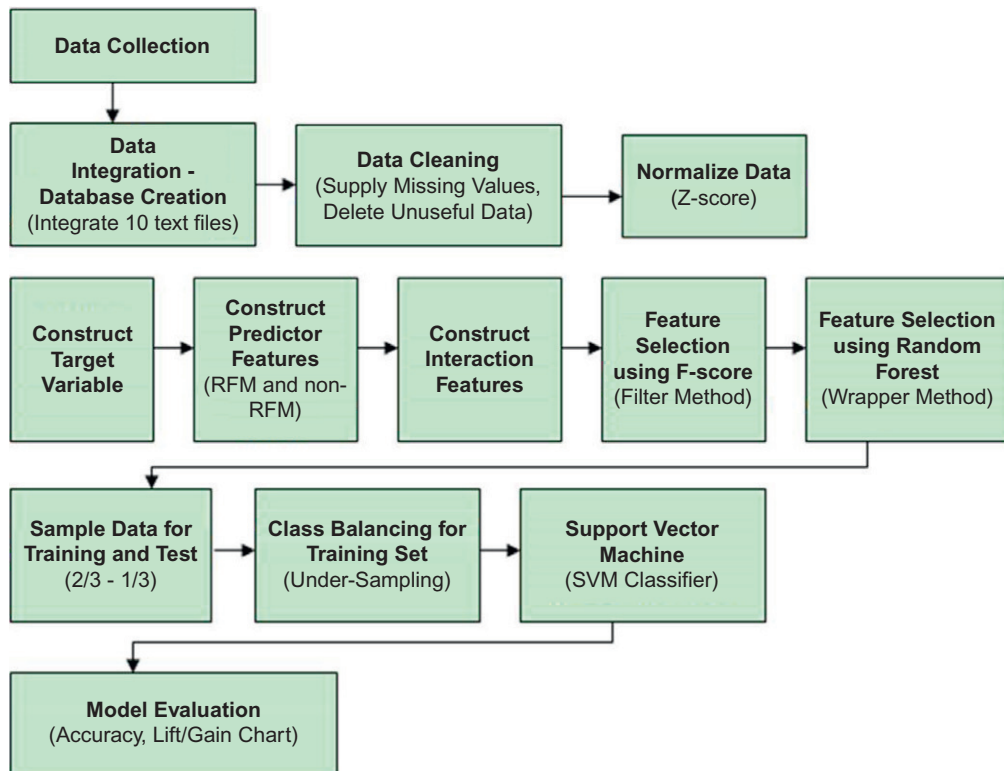 Data Collection
Data
Integration -
Database Creation
(Integrate 10 text files)
Data Cleaning
(Supply Missing Values,
Delete Unuseful Data)
Normalize Data
(Z-score)
Construct
Target
Variable
Construct
Predictor
Features
(RFM and non-
RFM)
Construct
Interaction
Features
Feature
Selection
using F-score
(Filter Method)
Feature Selection
using Random
Forest
(Wrapper Method)
Sample Data for
Training and Test
(2/3 - 1/3)
Class Balancing for
Training Set
(Under-Sampling)
Support Vector
Machine
(SVM Classifier)
Model Evaluation
(Accuracy, Lift/Gain Chart)